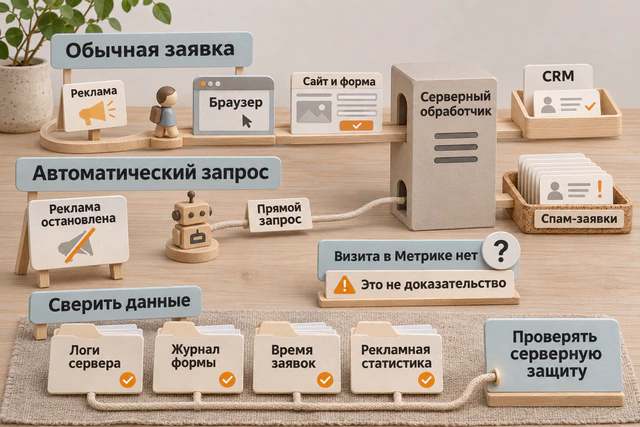 Обычная заявка
Реклама
Браузер
Сайт и форма
Серверный
обработчик
CRM
Автоматический запрос
Реклама
остановлена
Прямой
запрос
Спам-заявки
Визита в Метрике нет
?
Это не доказательство
Сверить данные
Логи
сервера
Журнал
формы
Время
заявок
Рекламная
статистика
Проверять
серверную
защиту